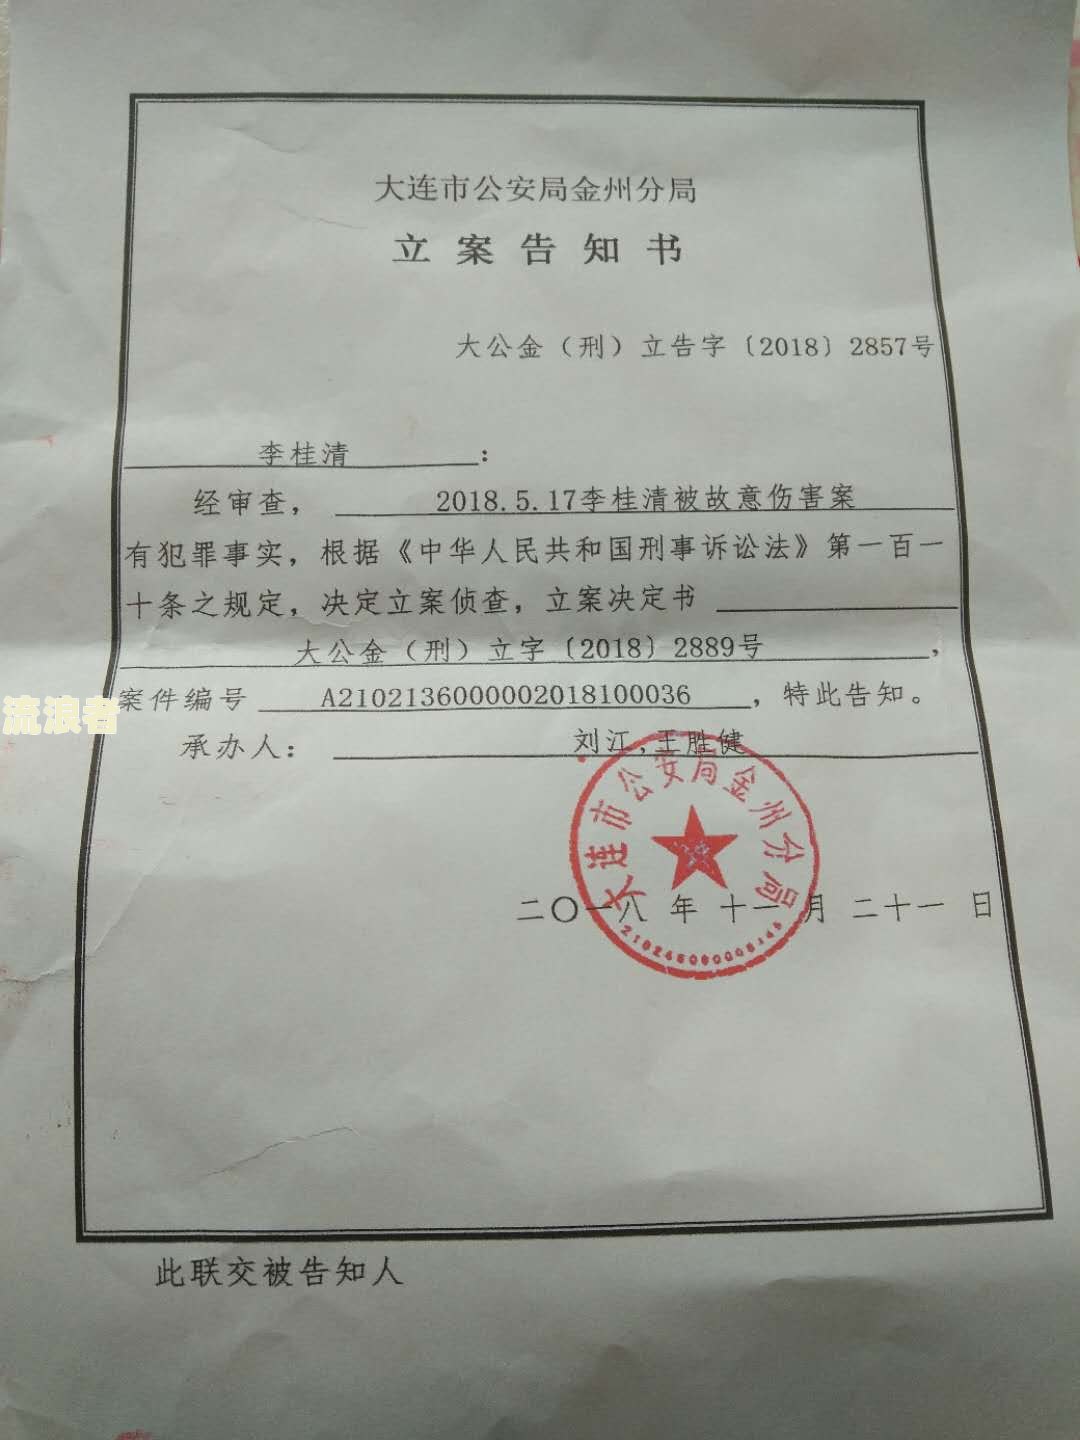 大连市公安局金州分局
立案告知书
大公金（刑）立告字〔2018〕2857号
李桂清：
经审查，2018.5.17李桂清被故意伤害案
有犯罪事实，根据《中华人民共和国刑事诉讼法》第一百一
十条之规定，决定立案侦查，立案决定书
大公金（刑）立字〔2018〕2889号，
案件编号 A2102136000002018100036，特此告知。
流浪者
承办人：刘江,王胜健
大连市公安局金州分局
二〇一八 年 十一 月 二十一 日
此联交被告知人